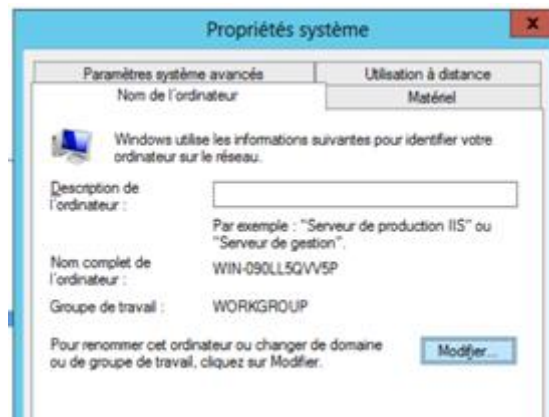 Propriétés système
x
Paramètres système avancés
Utilisation à distance
Nom de l'ordinateur
Matériel
Windows utilise les informations suivantes pour identifier votre
ordinateur sur le réseau.
Description de
l'ordinateur :
Par exemple : "Serveur de production IIS" ou
"Serveur de gestion".
Nom complet de
l'ordinateur :
WIN-090LL5QVV5P
Groupe de travail :
WORKGROUP
Pour renommer cet ordinateur ou changer de domaine
ou de groupe de travail, cliquez sur Modifier.
Modifier...